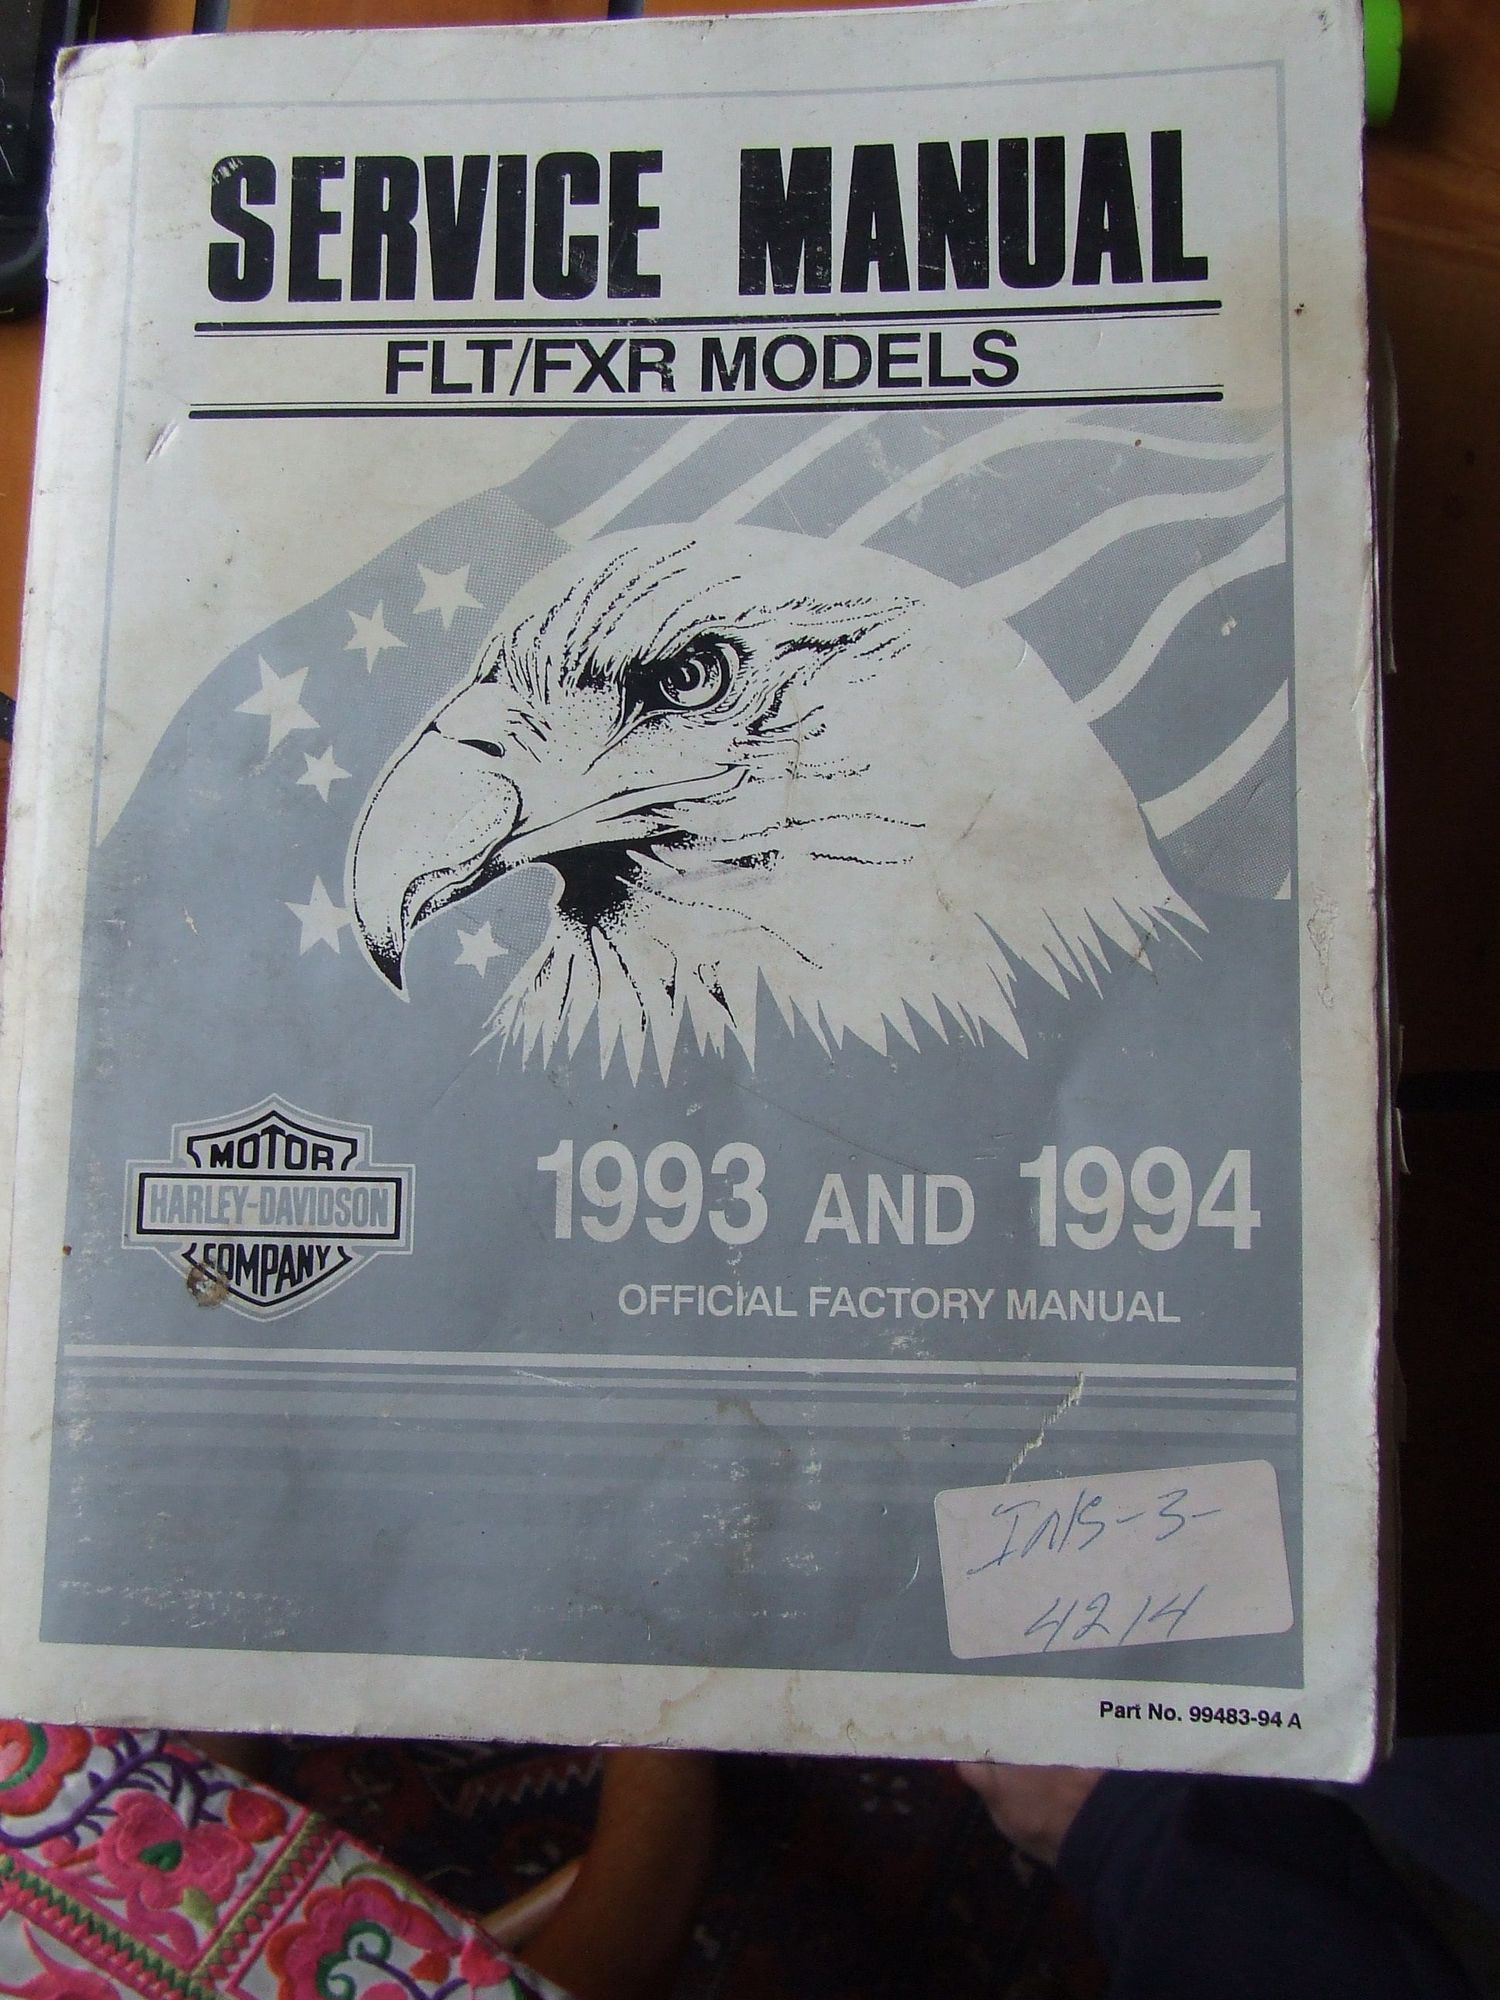 SERVICE MANUAL
FLT/FXR MODELS
MOTOR
HARLEY-DAVIDSON
COMPANY
1993 AND 1994
OFFICIAL FACTORY MANUAL
4214
Part No. 99483-94 A